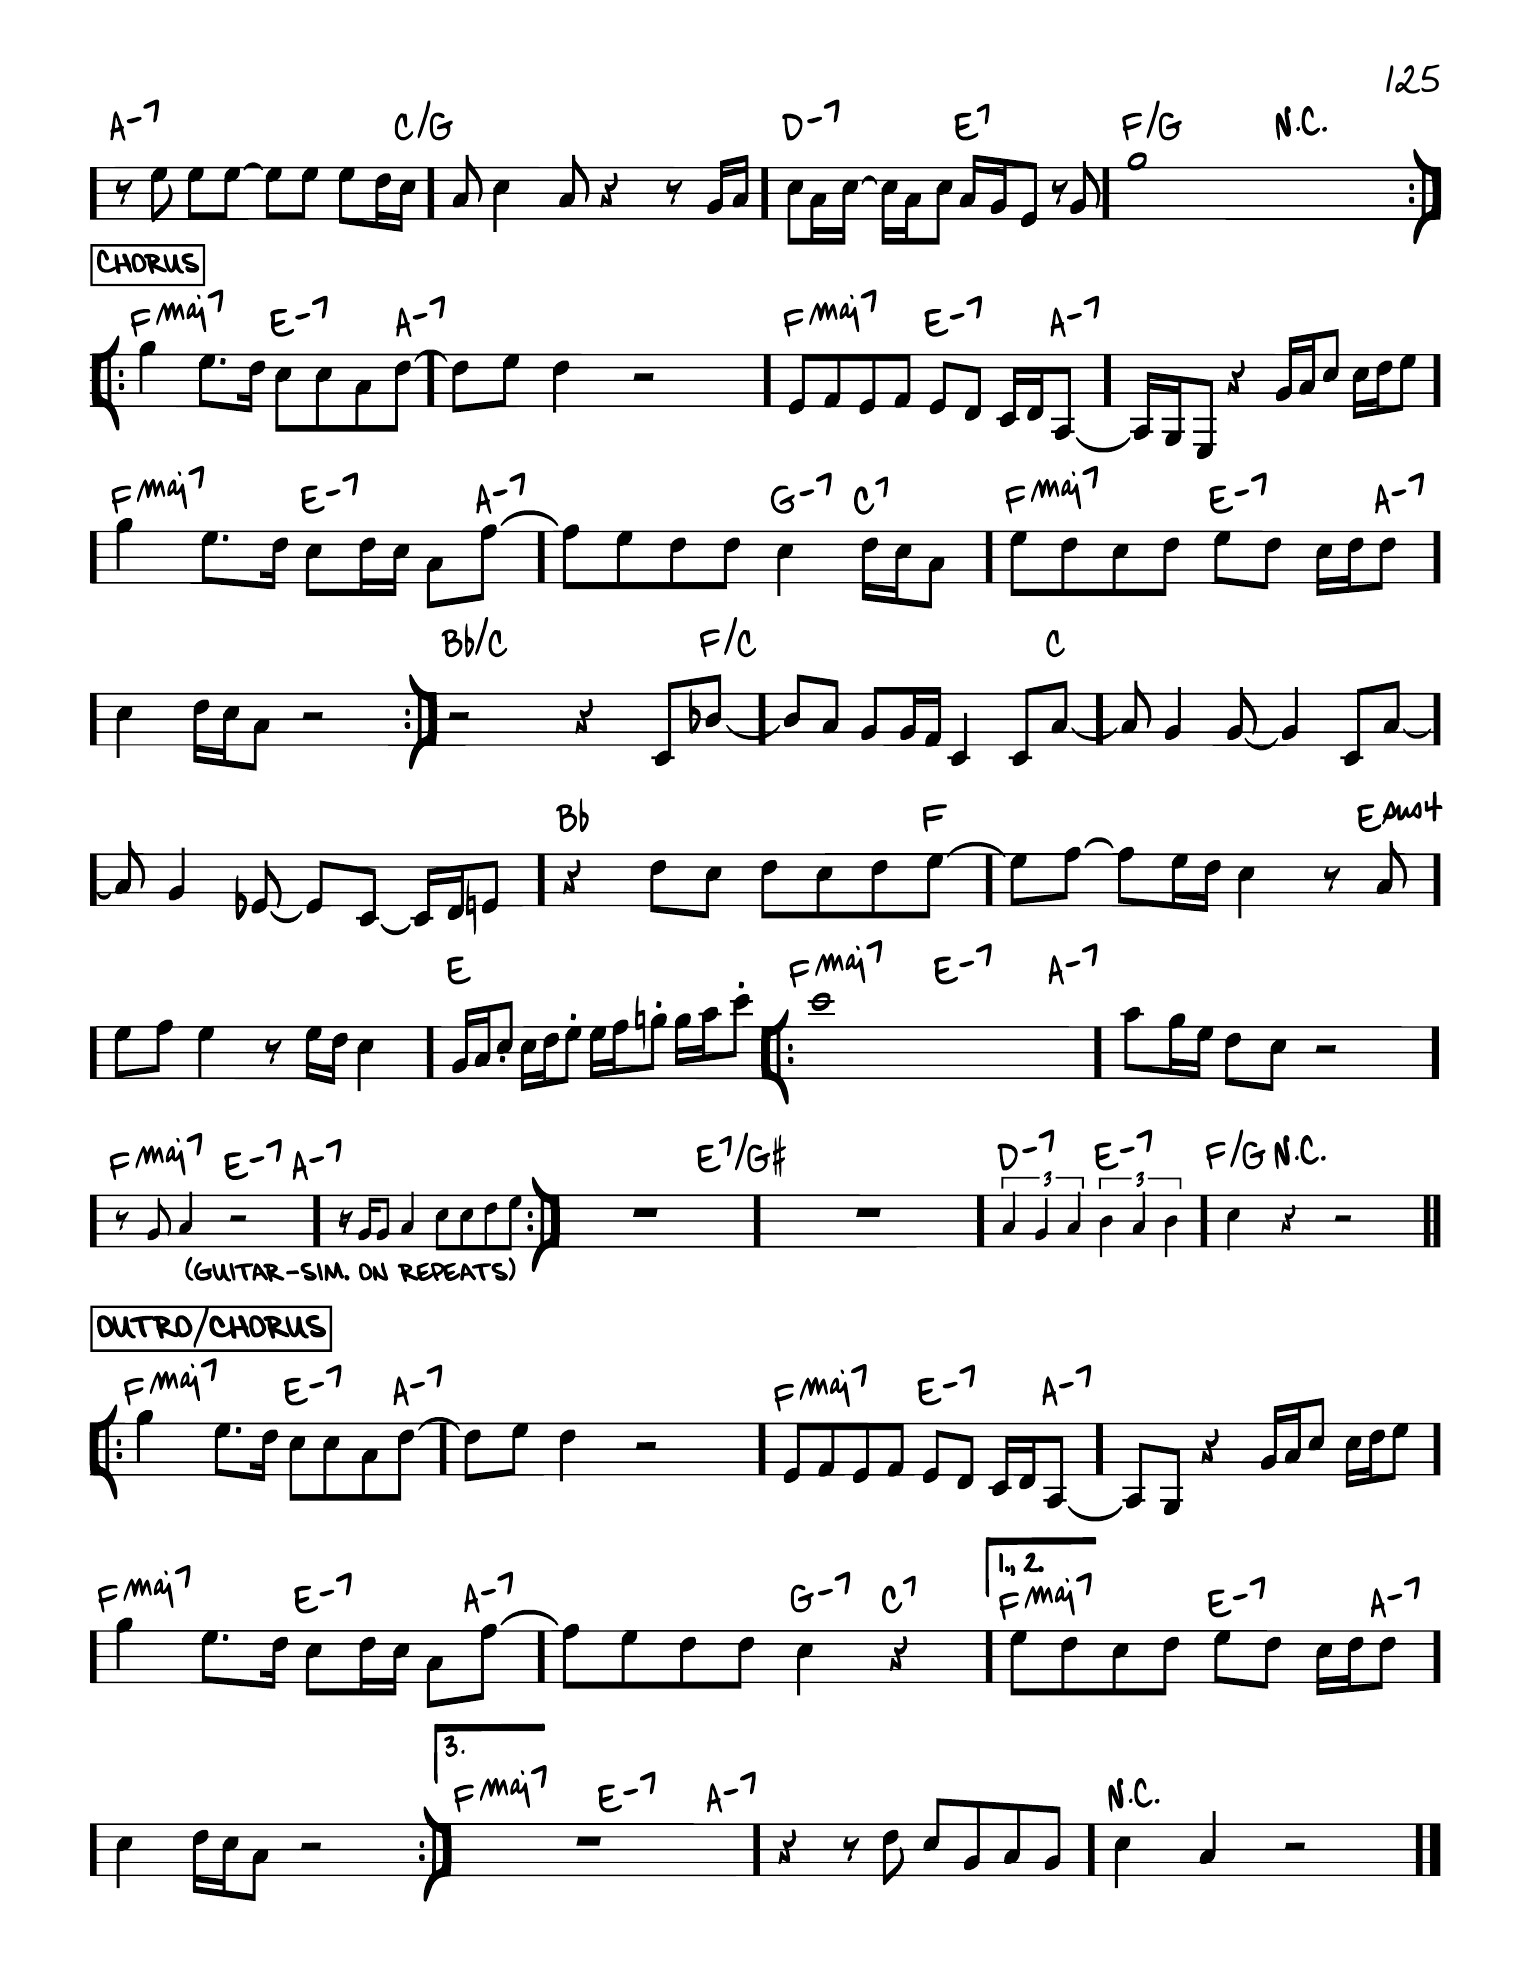 125
A-7 C/G D-7 E7 F/G N.C.
CHORUS
Fmaj7 E-7 A-7 Fmaj7 E-7 A-7
Fmaj7 E-7 A-7 G-7 C7 Fmaj7 E-7 A-7
Bb/C F/C C
Bb F Esus4
E Fmaj7 E-7 A-7
Fmaj7 E-7 A-7 E7/G# D-7 E-7 F/G N.C.
3 3
(GUITAR-SIM. ON REPEATS)
OUTRO/CHORUS
Fmaj7 E-7 A-7 Fmaj7 E-7 A-7
1., 2.
Fmaj7 E-7 A-7 G-7 C7 Fmaj7 E-7 A-7
3.
Fmaj7 E-7 A-7 N.C.